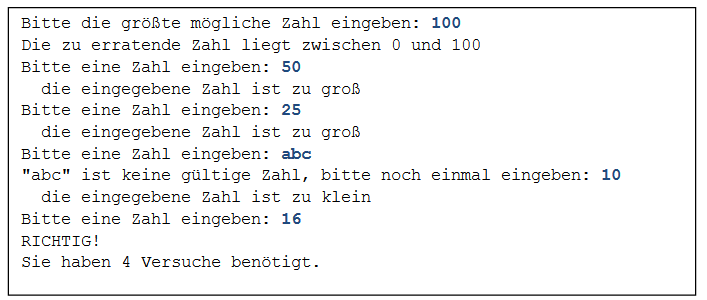 Bitte die größte mögliche Zahl eingeben: 100
Die zu erratende Zahl liegt zwischen 0 und 100
Bitte eine Zahl eingeben: 50
  die eingegebene Zahl ist zu groß
Bitte eine Zahl eingeben: 25
  die eingegebene Zahl ist zu groß
Bitte eine Zahl eingeben: abc
"abc" ist keine gültige Zahl, bitte noch einmal eingeben: 10
  die eingegebene Zahl ist zu klein
Bitte eine Zahl eingeben: 16
RICHTIG!
Sie haben 4 Versuche benötigt.